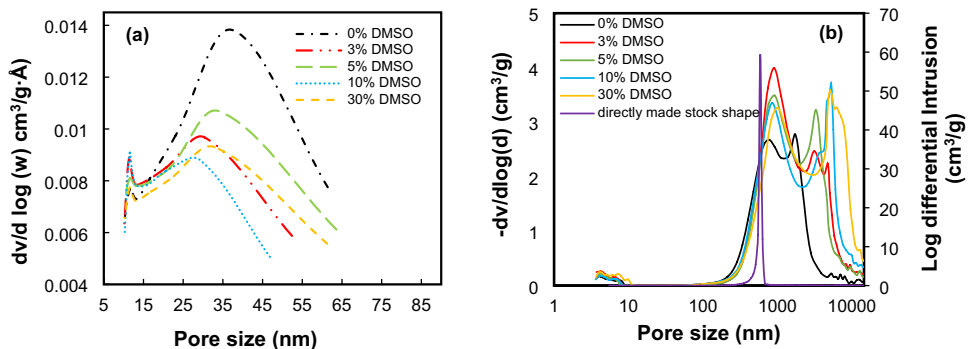 (a)
0% DMSO
3% DMSO
5% DMSO
10% DMSO
30% DMSO
dv/d log (w) cm³/g·Å
0.014
0.012
0.01
0.008
0.006
0.004
5 15 25 35 45 55 65 75 85
Pore size (nm)
(b)
0% DMSO
3% DMSO
5% DMSO
10% DMSO
30% DMSO
directly made stock shape
-dv/dlog(d) (cm³/g)
5
4
3
2
1
0
1 10 100 1000 10000
Pore size (nm)
70
60
50
40
30
20
10
0
Log differential Intrusion
(cm³/g)